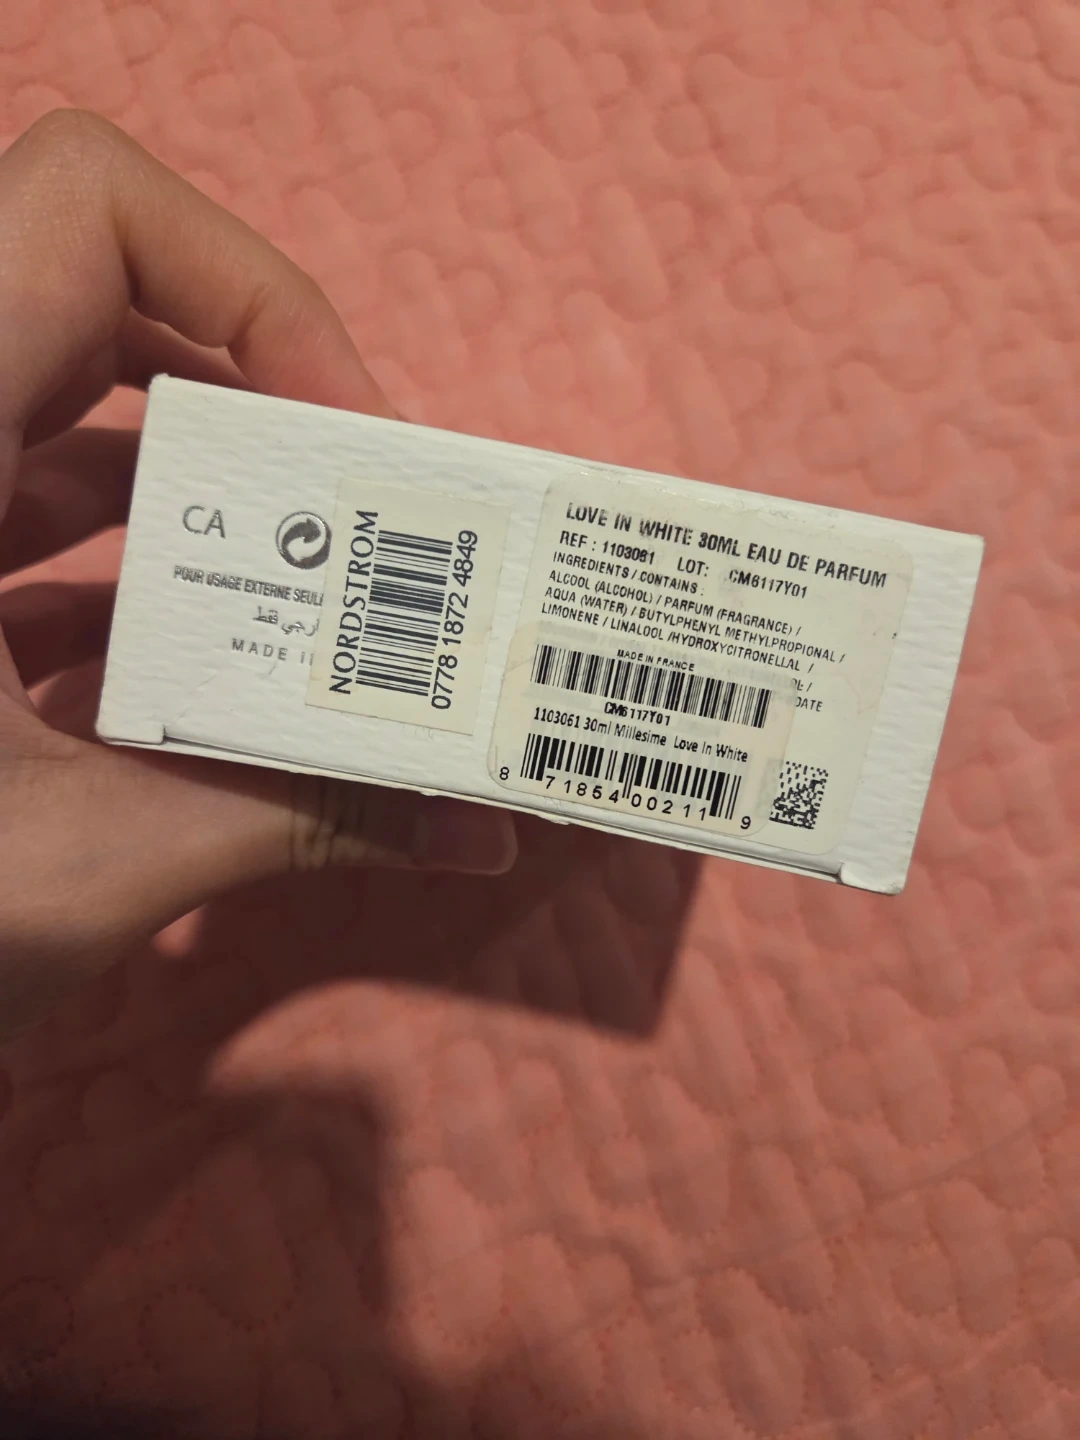 CA
POUR USAGE EXTERNE SEUL
MADE
NORDSTROM
0778 1872 4849
LOVE IN WHITE 30ML EAU DE PARFUM
REF : 1103061 LOT: CM6117Y01
INGREDIENTS / CONTAINS :
ALCOOL (ALCOHOL) / PARFUM (FRAGRANCE) /
AQUA (WATER) / BUTYLPHENYL METHYLPROPIONAL /
LIMONENE / LINALOOL /HYDROXYCITRONELLAL /
MADE IN FRANCE
CM6117Y01
1103061 30ml Millesime Love In White
8 71854 00211 9